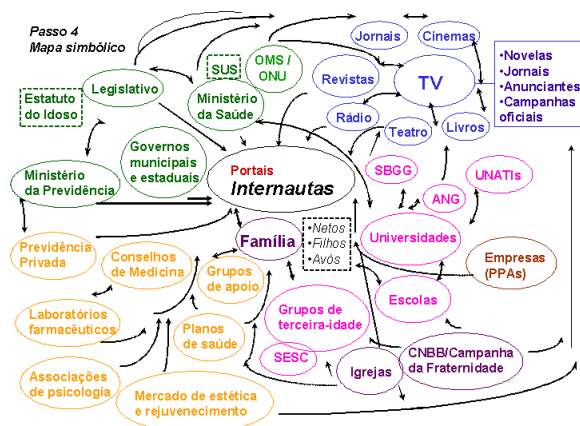 Passo 4
Mapa simbólico
Jornais
Cinemas
OMS /
ONU
SUS
Ministério
da Saúde
Legislativo
Estatuto
do Idoso
Revistas
TV
•Novelas
•Jornais
•Anunciantes
•Campanhas
oficiais
Rádio
Teatro
Livros
Governos
municipais
e estaduais
Ministério
da Previdência
Portais
Internautas
SBGG
UNATIs
ANG
Universidades
Família
•Netos
•Filhos
•Avós
Previdência
Privada
Conselhos
de Medicina
Grupos
de apoio
Empresas
(PPAs)
Escolas
Laboratórios
farmacêuticos
Planos
de saúde
Grupos de
terceira-idade
SESC
Igrejas
CNBB/Campanha
da Fraternidade
Associações
de psicologia
Mercado de estética
e rejuvenecimento